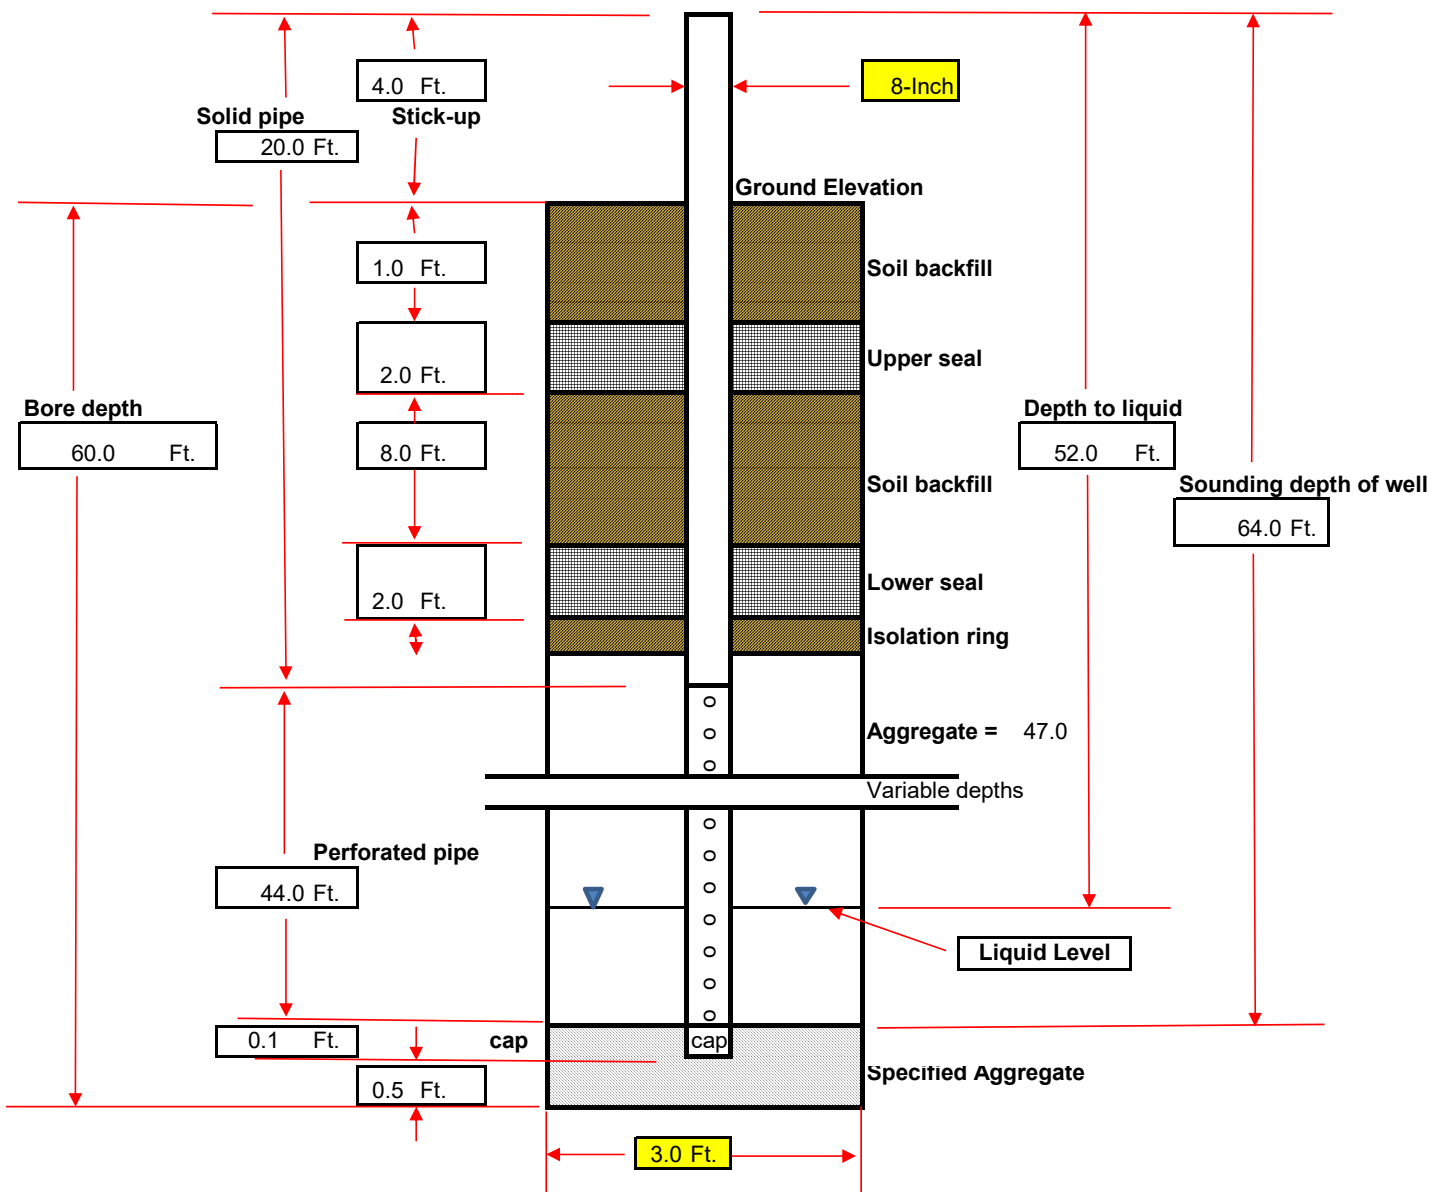 4.0 Ft.
8-Inch
Solid pipe
Stick-up
20.0 Ft.
Ground Elevation
1.0 Ft.
Soil backfill
2.0 Ft.
Upper seal
Bore depth
60.0 Ft.
8.0 Ft.
Depth to liquid
52.0 Ft.
Soil backfill
Sounding depth of well
64.0 Ft.
2.0 Ft.
Lower seal
Isolation ring
Aggregate = 47.0
Variable depths
Perforated pipe
44.0 Ft.
Liquid Level
0.1 Ft.
cap
cap
Specified Aggregate
0.5 Ft.
3.0 Ft.